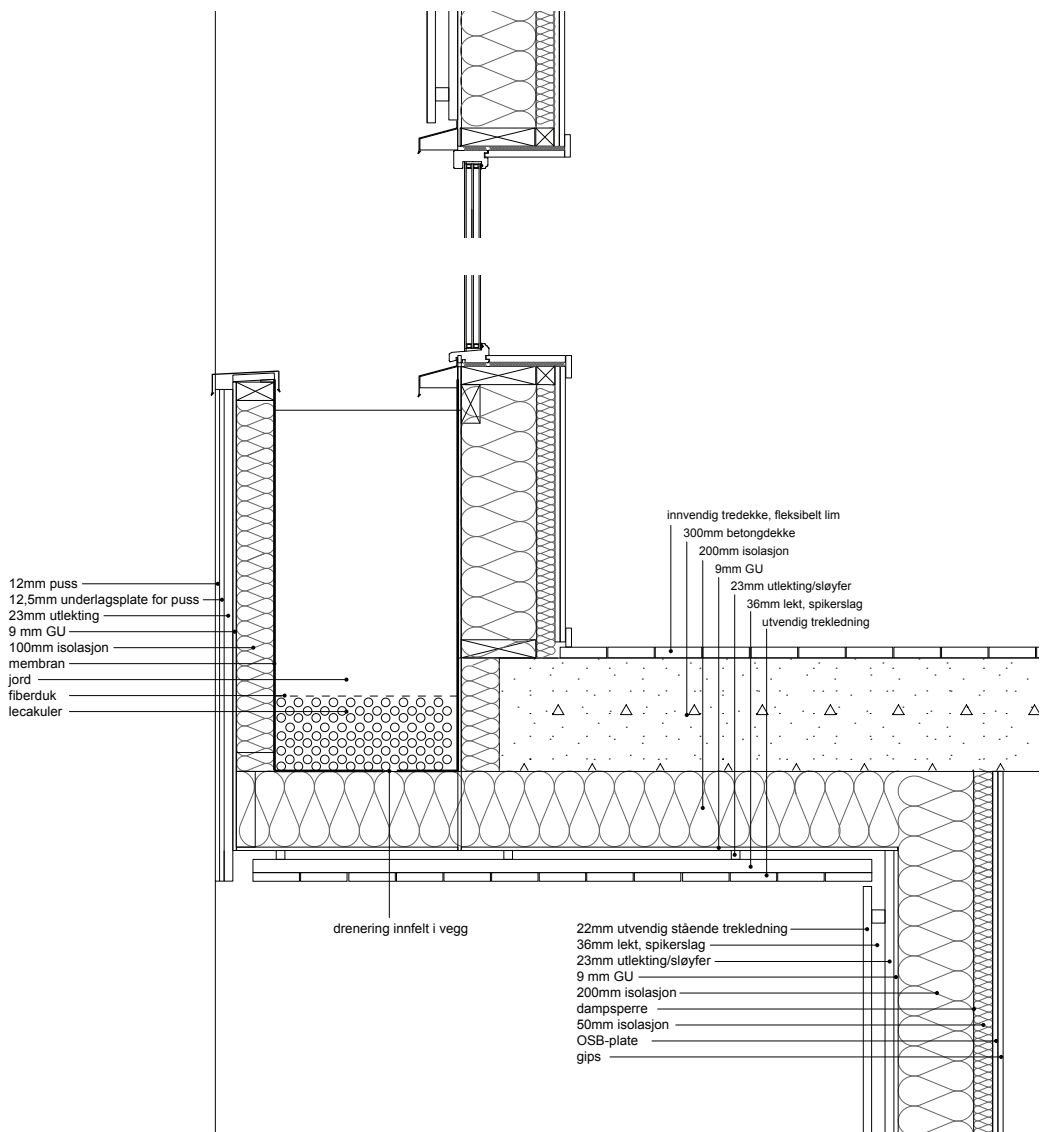 innvendig tredekke, fleksibelt lim
300mm betongdekke
200mm isolasjon
9mm GU
23mm utlekting/sløyfer
36mm lekt, spikerslag
utvendig trekledning
12mm puss
12,5mm underlagsplate for puss
23mm utlekting
9 mm GU
100mm isolasjon
membran
jord
fiberduk
lecakuler
drenering innfelt i vegg
22mm utvendig stående trekledning
36mm lekt, spikerslag
23mm utlekting/sløyfer
9 mm GU
200mm isolasjon
dampsperre
50mm isolasjon
OSB-plate
gips